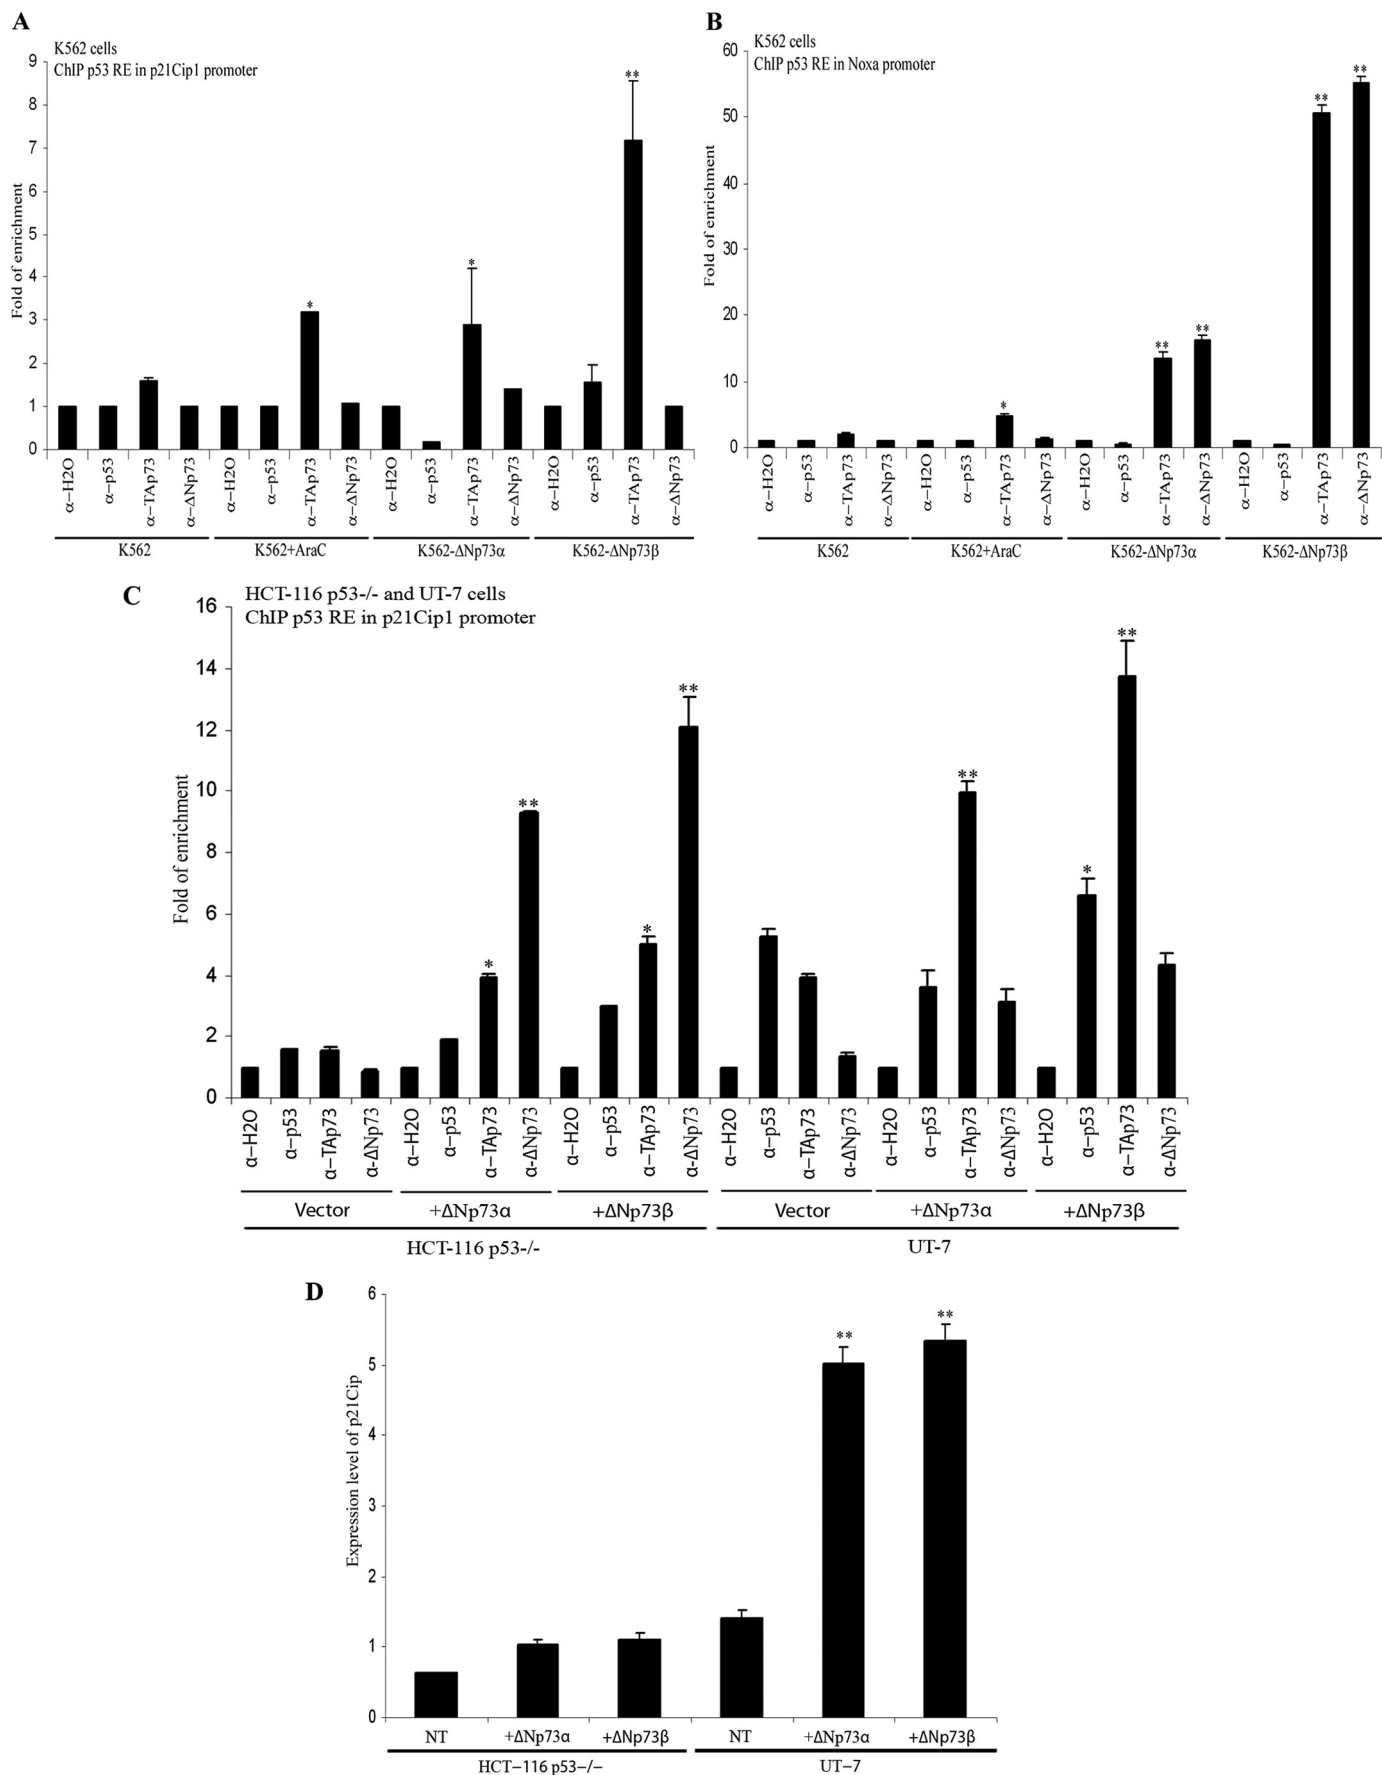 A
K562 cells
ChIP p53 RE in p21Cip1 promoter
Fold of enrichment
9
8
7
6
5
4
3
2
1
0
*
*
**
α–H2O
α–p53
α–TAp73
α–ΔNp73
α–H2O
α–p53
α–TAp73
α–ΔNp73
α–H2O
α–p53
α–TAp73
α–ΔNp73
α–H2O
α–p53
α–TAp73
α–ΔNp73
K562
K562+AraC
K562-ΔNp73α
K562-ΔNp73β
B
K562 cells
ChIP p53 RE in Noxa promoter
Fold of enrichment
60
50
40
30
20
10
0
*
**
**
**
**
α–H2O
α–p53
α–TAp73
α–ΔNp73
α–H2O
α–p53
α–TAp73
α–ΔNp73
α–H2O
α–p53
α–TAp73
α–ΔNp73
α–H2O
α–p53
α–TAp73
α–ΔNp73
K562
K562+AraC
K562-ΔNp73α
K562-ΔNp73β
C
HCT-116 p53-/- and UT-7 cells
ChIP p53 RE in p21Cip1 promoter
Fold of enrichment
16
14
12
10
8
6
4
2
0
*
**
*
**
**
*
**
α–H2O
α–p53
α–TAp73
α-ΔNp73
α–H2O
α–p53
α–TAp73
α-ΔNp73
α–H2O
α–p53
α–TAp73
α-ΔNp73
α–H2O
α–p53
α–TAp73
α-ΔNp73
α–H2O
α–p53
α–TAp73
α-ΔNp73
α–H2O
α–p53
α–TAp73
α-ΔNp73
Vector
+ΔNp73α
+ΔNp73β
Vector
+ΔNp73α
+ΔNp73β
HCT-116 p53-/-
UT-7
D
Expression level of p21Cip
6
5
4
3
2
1
0
**
**
NT
+ΔNp73α
+ΔNp73β
NT
+ΔNp73α
+ΔNp73β
HCT–116 p53–/–
UT–7